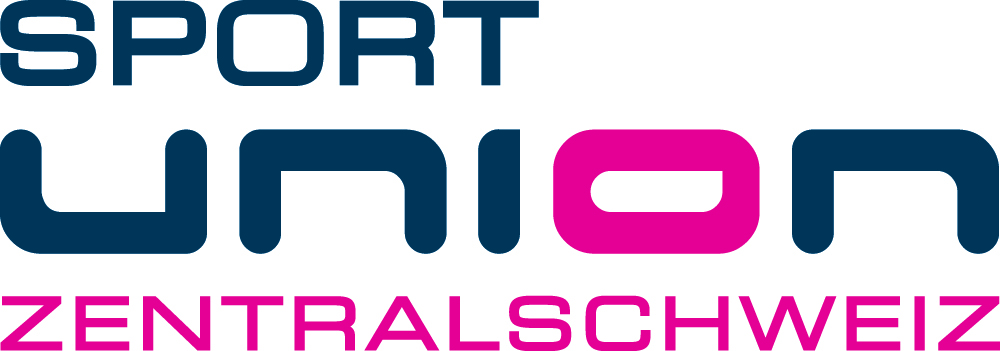 SPORT
union
ZENTRALSCHWEIZ